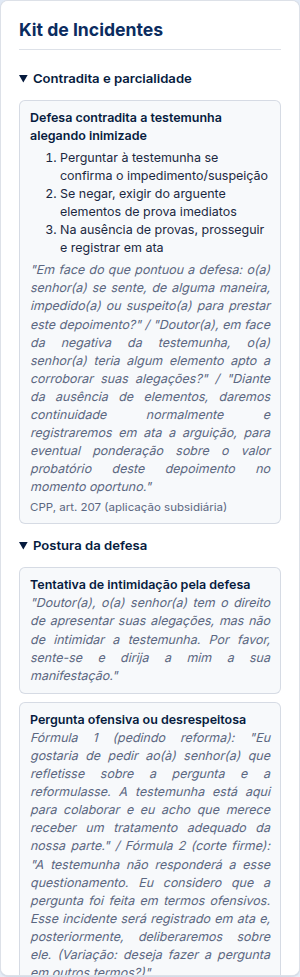 Kit de Incidentes
▼ Contradita e parcialidade
Defesa contradita a testemunha
alegando inimizade
1. Perguntar à testemunha se
confirma o impedimento/suspeição
2. Se negar, exigir do arguente
elementos de prova imediatos
3. Na ausência de provas, prosseguir
e registrar em ata
"Em face do que pontuou a defesa: o(a)
senhor(a) se sente, de alguma maneira,
impedido(a) ou suspeito(a) para prestar
este depoimento?" / "Doutor(a), em face
da negativa da testemunha, o(a)
senhor(a) teria algum elemento apto a
corroborar suas alegações?" / "Diante
da ausência de elementos, daremos
continuidade normalmente e
registraremos em ata a arguição, para
eventual ponderação sobre o valor
probatório deste depoimento no
momento oportuno."
CPP, art. 207 (aplicação subsidiária)
▼ Postura da defesa
Tentativa de intimidação pela defesa
"Doutor(a), o(a) senhor(a) tem o direito
de apresentar suas alegações, mas não
de intimidar a testemunha. Por favor,
sente-se e dirija a mim a sua
manifestação."
Pergunta ofensiva ou desrespeitosa
Fórmula 1 (pedindo reforma): "Eu
gostaria de pedir ao(à) senhor(a) que
refletisse sobre a pergunta e a
reformulasse. A testemunha está aqui
para colaborar e eu acho que merece
receber um tratamento adequado da
nossa parte." / Fórmula 2 (corte firme):
"A testemunha não responderá a esse
questionamento. Eu considero que a
pergunta foi feita em termos ofensivos.
Esse incidente será registrado em ata e,
posteriormente, deliberaremos sobre
ele. (Variação: deseja fazer a pergunta
em outros termos?)"